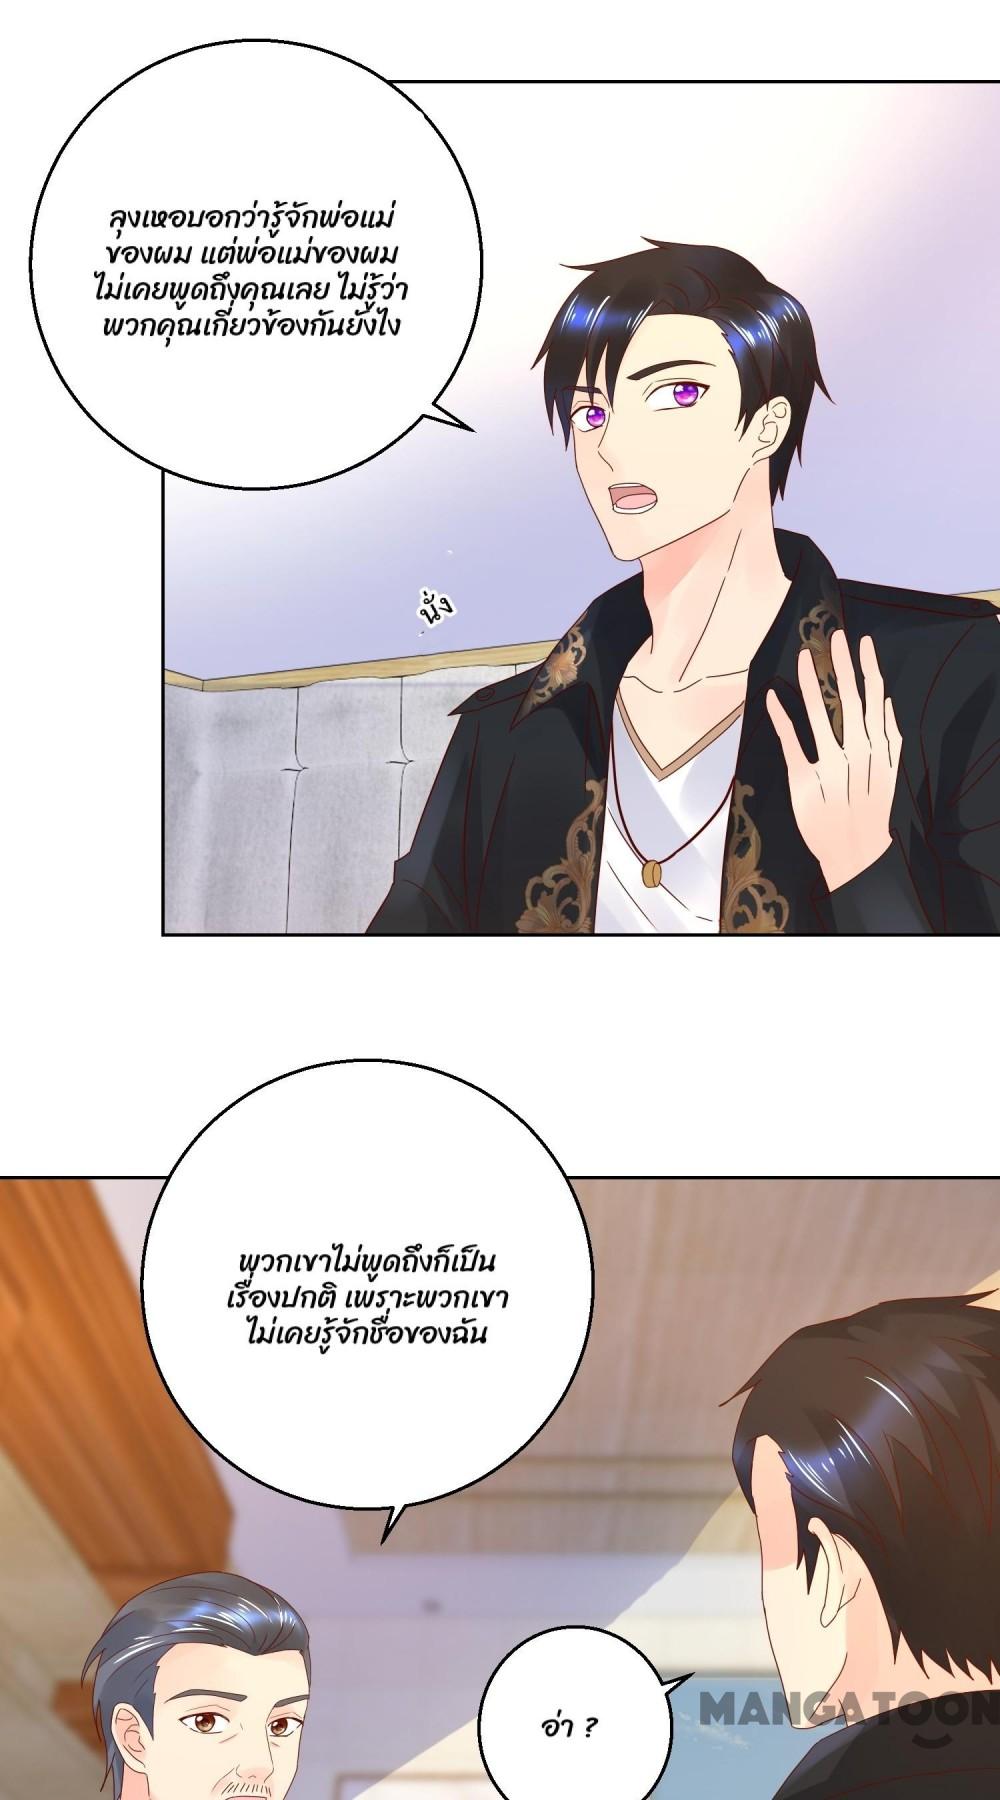 ลุงเหอบอกว่ารู้จักพ่อแม่
ของผม แต่พ่อแม่ของผม
ไม่เคยพูดถึงคุณเลย ไม่รู้ว่า
พวกคุณเกี่ยวข้องกันยังไง
นั่ง
พวกเขาไม่พูดถึงก็เป็น
เรื่องปกติ เพราะพวกเขา
ไม่เคยรู้จักชื่อของฉัน
อ่า ?
MANGATOON